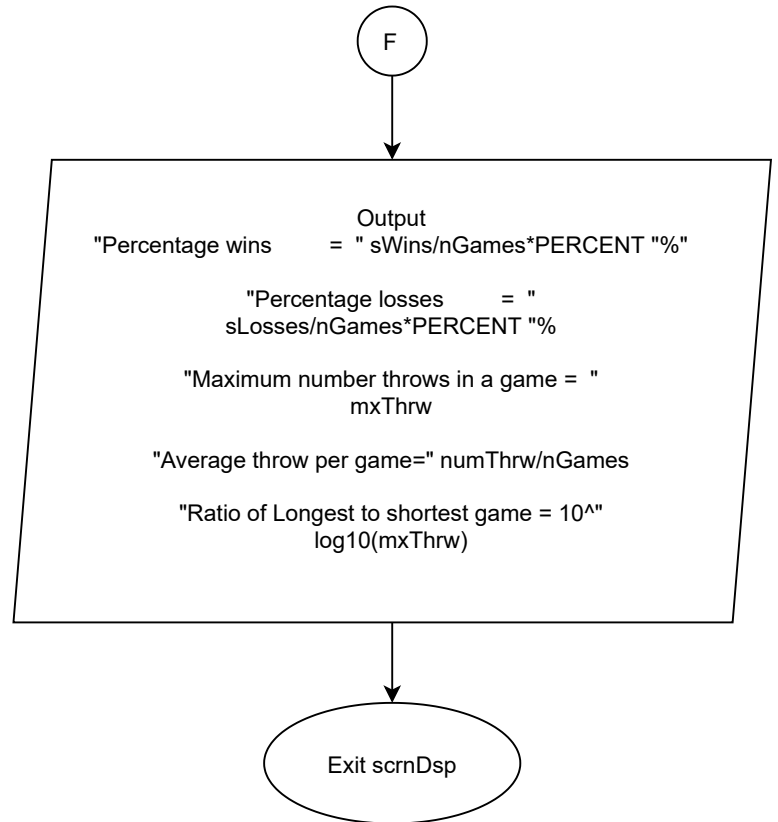 F
Output
"Percentage wins = " sWins/nGames*PERCENT "%"
"Percentage losses = "
sLosses/nGames*PERCENT "%
"Maximum number throws in a game = "
mxThrw
"Average throw per game=" numThrw/nGames
"Ratio of Longest to shortest game = 10^"
log10(mxThrw)
Exit scrnDsp